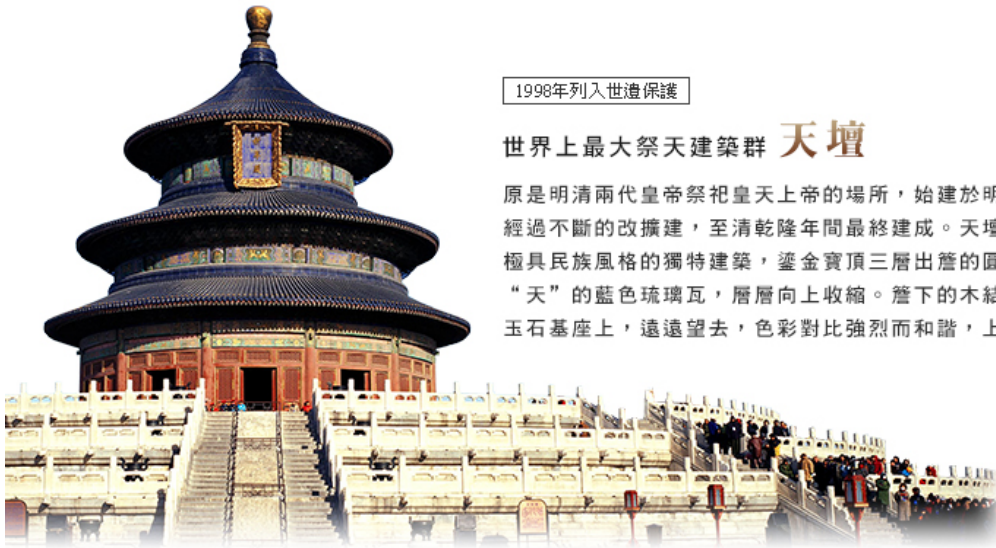 1998年列入世遺保護
世界上最大祭天建築群 天壇
原是明清兩代皇帝祭祀皇天上帝的場所，始建於明
經過不斷的改擴建，至清乾隆年間最終建成。天壇
極具民族風格的獨特建築，鎏金寶頂三層出簷的圓
“天”的藍色琉璃瓦，層層向上收縮。簷下的木結
玉石基座上，遠遠望去，色彩對比強烈而和諧，上